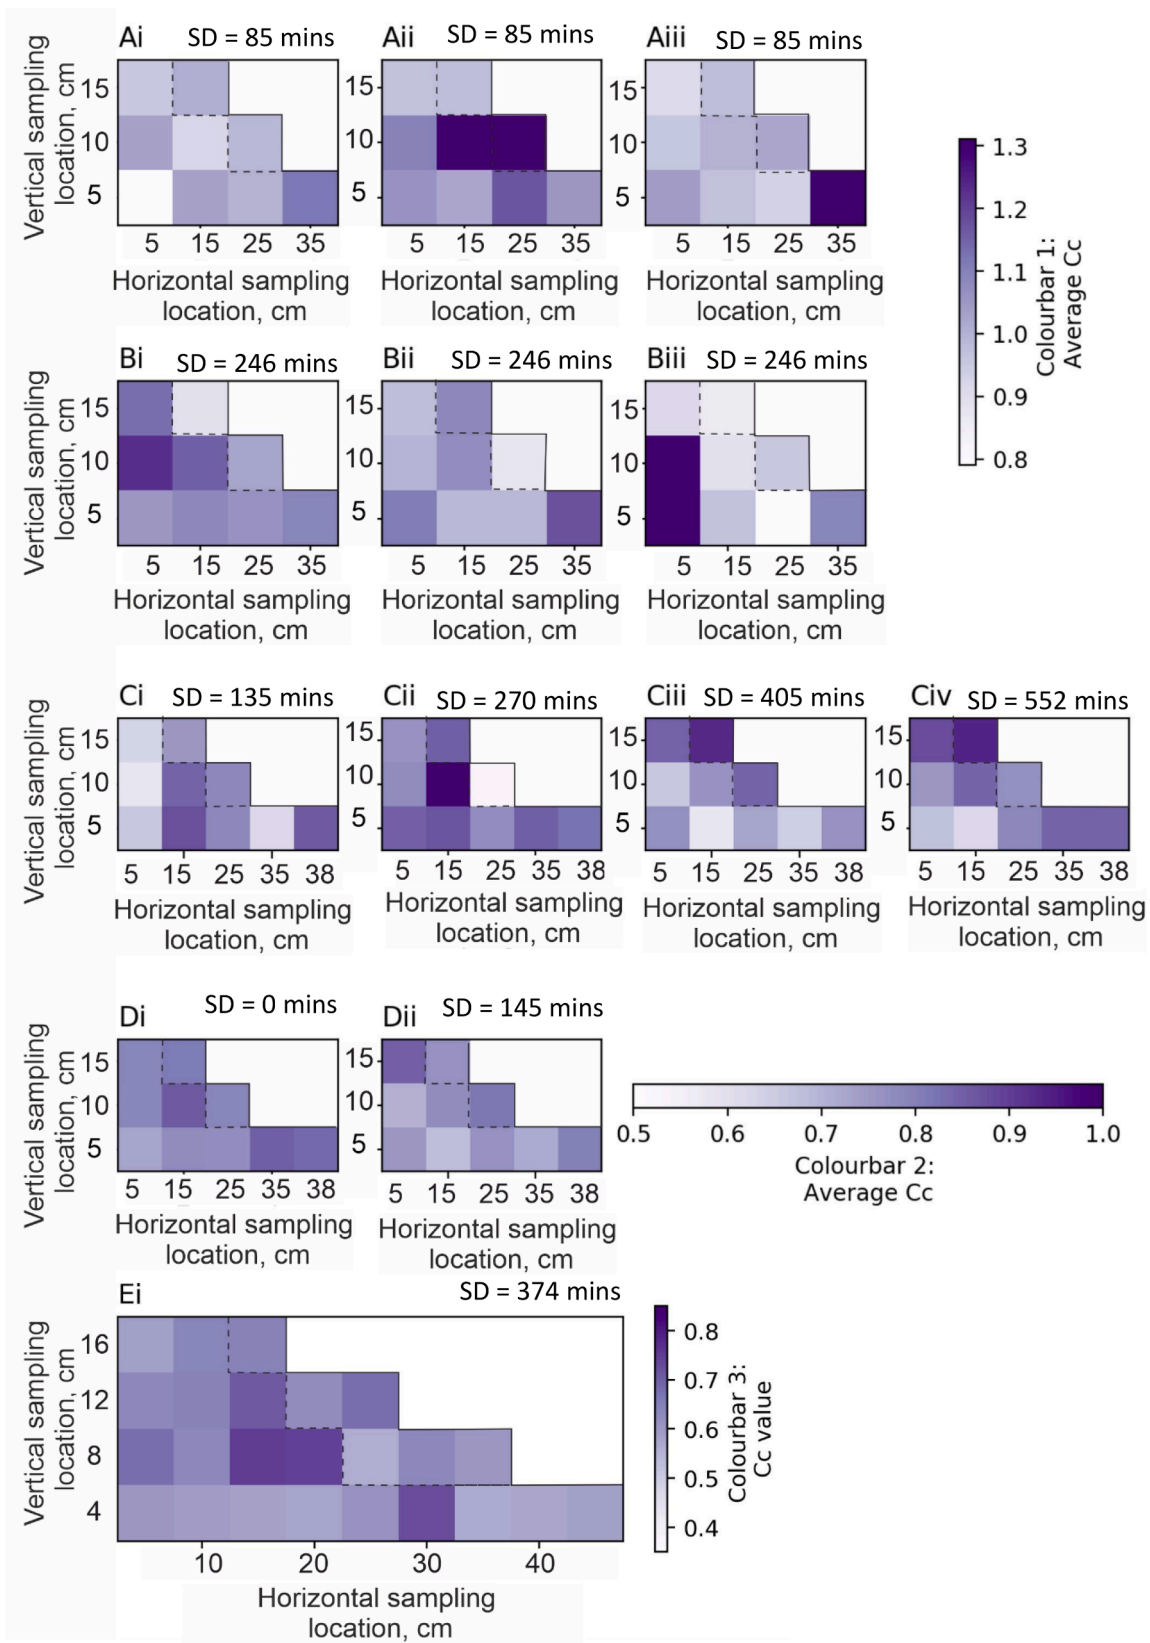 Ai SD = 85 mins Aii SD = 85 mins Aiii SD = 85 mins
Vertical sampling
location, cm
15 15 15
10 10 10
5 5 5
5 15 25 35 5 15 25 35 5 15 25 35
Horizontal sampling Horizontal sampling Horizontal sampling
location, cm location, cm location, cm
1.3
1.2
1.1
1.0
0.9
0.8
Colourbar 1:
Average Cc
Bi SD = 246 mins Bii SD = 246 mins Biii SD = 246 mins
Vertical sampling
location, cm
15 15 15
10 10 10
5 5 5
5 15 25 35 5 15 25 35 5 15 25 35
Horizontal sampling Horizontal sampling Horizontal sampling
location, cm location, cm location, cm
Ci SD = 135 mins Cii SD = 270 mins Ciii SD = 405 mins Civ SD = 552 mins
Vertical sampling
location, cm
15 15 15 15
10 10 10 10
5 5 5 5
5 15 25 35 38 5 15 25 35 38 5 15 25 35 38 5 15 25 35 38
Horizontal sampling Horizontal sampling Horizontal sampling Horizontal sampling
location, cm location, cm location, cm location, cm
Di SD = 0 mins Dii SD = 145 mins
Vertical sampling
location, cm
15 15
10 10
5 5
5 15 25 35 38 5 15 25 35 38
Horizontal sampling Horizontal sampling
location, cm location, cm
0.5 0.6 0.7 0.8 0.9 1.0
Colourbar 2:
Average Cc
Ei SD = 374 mins
Vertical sampling
location, cm
16
12
8
4
10 20 30 40
Horizontal sampling
location, cm
0.8
0.7
0.6
0.5
0.4
Colourbar 3:
Cc value